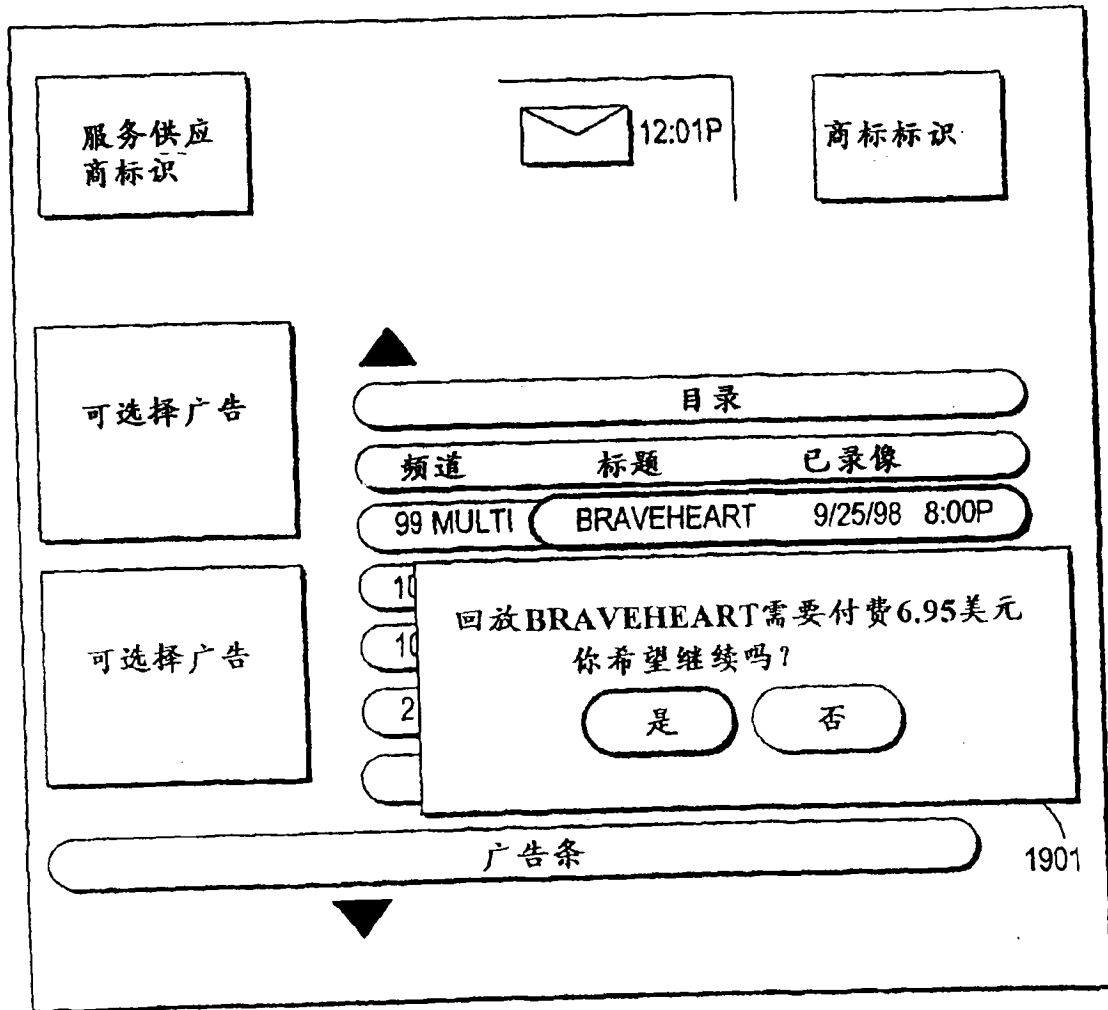 服务供应
商标识
12:01P
商标标识
可选择广告
目录
频道 标题 已录像
99 MULTI BRAVEHEART 9/25/98 8:00P
10
10
2
回放BRAVEHEART需要付费6.95美元
你希望继续吗?
是 否
可选择广告
广告条
1901